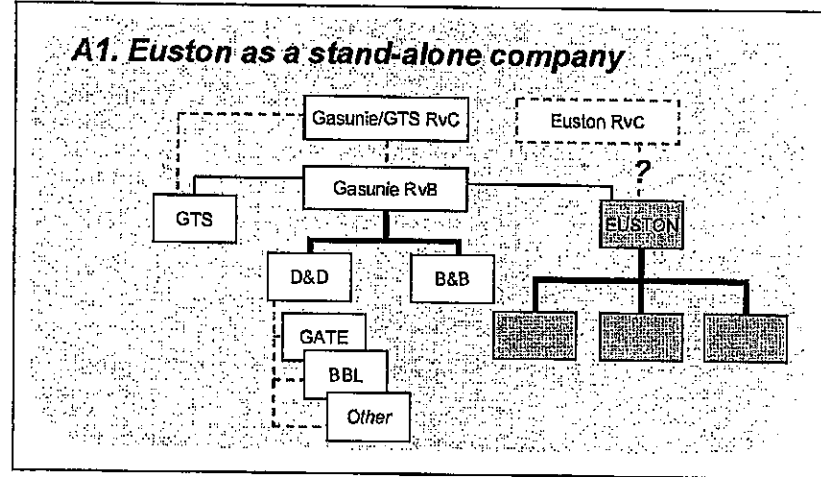 A1. Euston as a stand-alone company
Gasunie/GTS RvC
Euston RvC
?
Gasunie RvB
GTS
EUSTON
D&D
B&B
GATE
BBL
Other